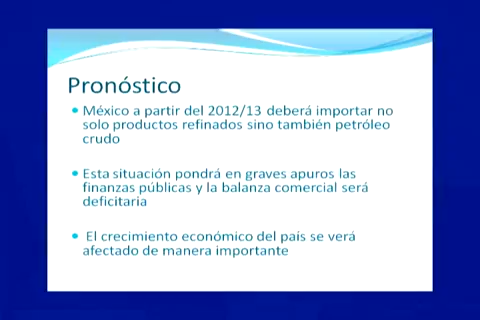 Pronóstico
México a partir del 2012/13 deberá importar no
solo productos refinados sino también petróleo
crudo
Esta situación pondrá en graves apuros las
finanzas públicas y la balanza comercial será
deficitaria
El crecimiento económico del país se verá
afectado de manera importante